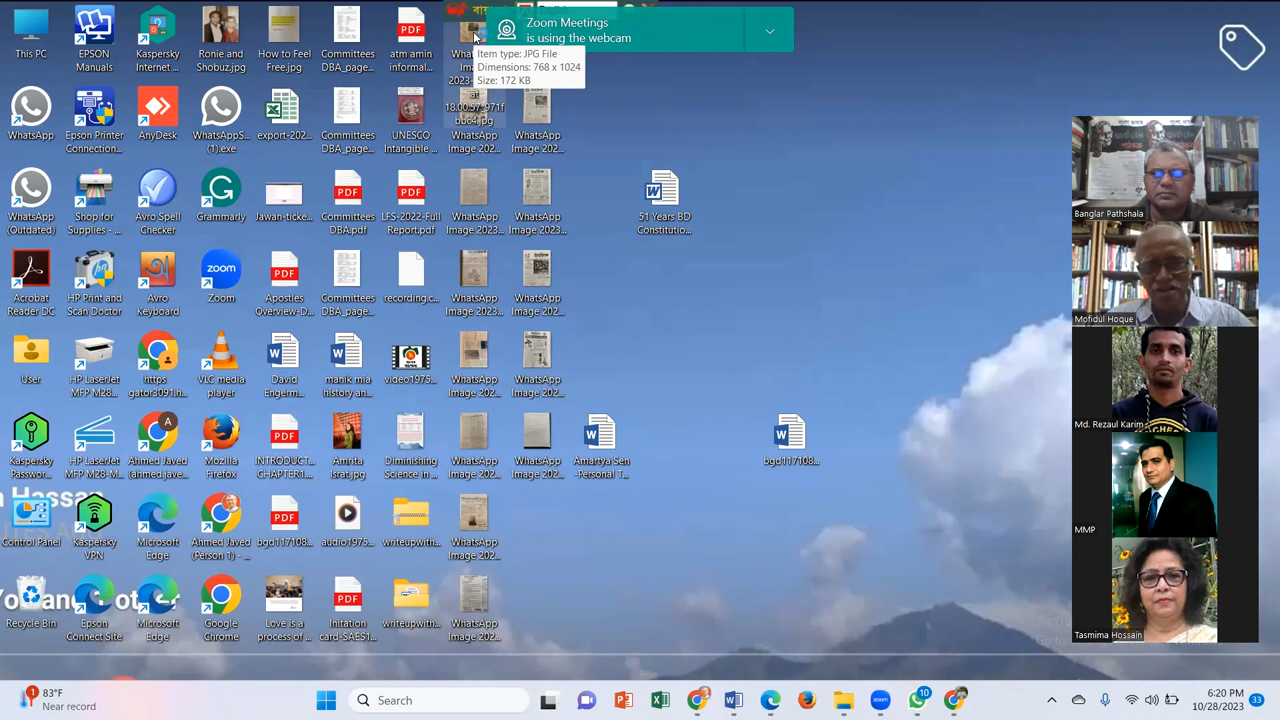 Zoom Meetings
is using the webcam
Item type: JPG File
Dimensions: 768 x 1024
Size: 172 KB
This PC
EPSON
Manuals
Kaspersky
Internet ...
Ronie and
Shobuz.jpg
How to Feel
Free.jpg
Committees
DBA_page...
atm amin
informal...
18.00.57-971f
bbc4.jpg
WhatsApp
Epson Printer
Connection...
AnyDesk
WhatsAppS...
(1).exe
export-202...
Committees
DBA_page...
UNESCO
Intangible ...
WhatsApp
Image 202...
WhatsApp
Image 202...
WhatsApp
(Outdated)
Shop for
Supplies - ...
Avro Spell
Checker
Grammarly
Jawan-ticke...
Committees
DBA.pdf
LFS-2022-Full
Report.pdf
WhatsApp
Image 2023...
WhatsApp
Image 2023...
51 Years BD
Constitutio...
Acrobat
Reader DC
HP Print and
Scan Doctor
Avro
Keyboard
Zoom
Apostles
Overview-D...
Committees
DBA_page...
recording.c...
WhatsApp
Image 2023...
WhatsApp
Image 202...
User
HP LaserJet
MFP M28...
https
gator3091.h...
VLC media
player
David
Engerm...
manik mia
history an...
video1975...
WhatsApp
Image 202...
WhatsApp
Image 202...
Kaspersky
Passwor...
HP LaserJet
MFP M28-M...
Ahmed Javed
(ahmed.jave...
Mozilla
Firefox
INTRODUCT...
CHAPTER1...
Amrita
Israt.jpg
Diminishing
Science in ...
WhatsApp
Image 202...
WhatsApp
Image 202...
Amartya Sen
-Personal T...
bgd117108...
Control Panel
Kaspersky
VPN
Microsoft
Edge
Ahmed Javed
(Person 1) - ...
bgd117108...
audio1975...
writeupwith...
WhatsApp
Image 202...
Recycle Bin
Epson
Connect Site
Microsoft
Edge
Google
Chrome
Love is a
process of ...
Initation
card-SAES1...
writeupwith...
WhatsApp
Image 202...
Banglar Pathshala
Mofidul Hoque
Md. Rezaul Karim
MMP
Tasmima Hossain
1
83°F
Near record
Search
10
6:20 PM
10/28/2023
33